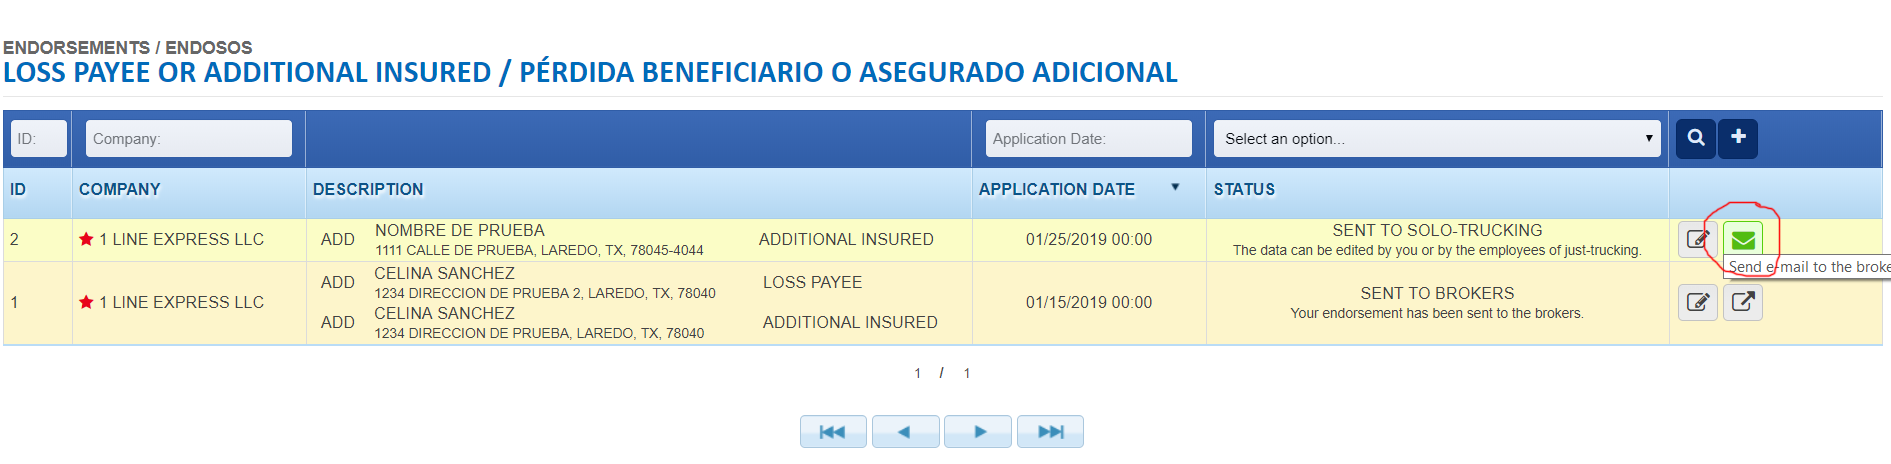 ENDORSEMENTS / ENDOSOS
LOSS PAYEE OR ADDITIONAL INSURED / PÉRDIDA BENEFICIARIO O ASEGURADO ADICIONAL
ID: Company: Application Date: Select an option...
ID COMPANY DESCRIPTION APPLICATION DATE STATUS
2 1 LINE EXPRESS LLC ADD NOMBRE DE PRUEBA ADDITIONAL INSURED 01/25/2019 00:00 SENT TO SOLO-TRUCKING
1111 CALLE DE PRUEBA, LAREDO, TX, 78045-4044 The data can be edited by you or by the employees of just-trucking.
Send e-mail to the broke
1 1 LINE EXPRESS LLC ADD CELINA SANCHEZ LOSS PAYEE 01/15/2019 00:00 SENT TO BROKERS
1234 DIRECCION DE PRUEBA 2, LAREDO, TX, 78040 Your endorsement has been sent to the brokers.
ADD CELINA SANCHEZ ADDITIONAL INSURED
1234 DIRECCION DE PRUEBA, LAREDO, TX, 78040
1 / 1